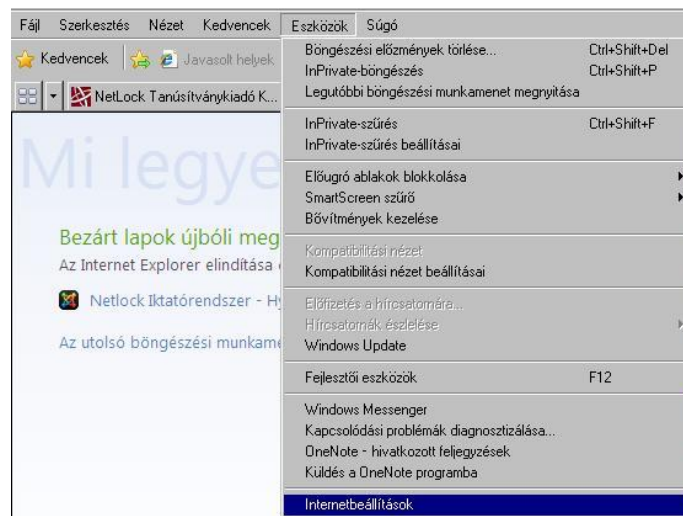 Fájl Szerkesztés Nézet Kedvencek Eszközök Súgó
Kedvencek Javasolt helyek
NetLock Tanúsítványkiadó K...
Mi legye
Bezárt lapok újbóli meg
Az Internet Explorer elindítása
Netlock Iktatórendszer - Hy
Az utolsó böngészési munkame
Böngészési előzmények törlése... Ctrl+Shift+Del
InPrivate-böngészés Ctrl+Shift+P
Legutóbbi böngészési munkamenet megnyitása
InPrivate-szűrés Ctrl+Shift+F
InPrivate-szűrés beállításai
Előugró ablakok blokkolása
SmartScreen szűrő
Bővítmények kezelése
Kompatibilitási nézet
Kompatibilitási nézet beállításai
Előfizetés a hírcsatornára...
Hírcsatornák észlelése
Windows Update
Fejlesztői eszközök F12
Windows Messenger
Kapcsolódási problémák diagnosztizálása...
OneNote - hivatkozott feljegyzések
Küldés a OneNote programba
Internetbeállítások